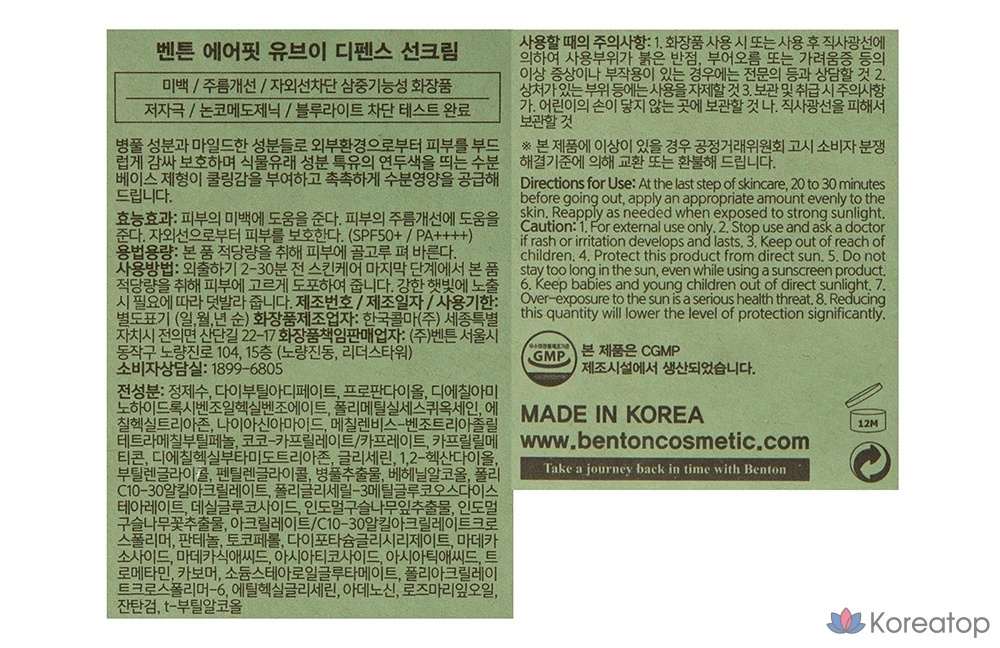 벤튼 에어핏 유브이 디펜스 선크림
미백 / 주름개선 / 자외선차단 삼중기능성 화장품
저자극 / 논코메도제닉 / 블루라이트 차단 테스트 완료
병풀 성분과 마일드한 성분들로 외부환경으로부터 피부를 부드
럽게 감싸 보호하며 식물유래 성분 특유의 연두색을 띄는 수분
베이스 제형이 쿨링감을 부여하고 촉촉하게 수분영양을 공급해
드립니다.
효능효과: 피부의 미백에 도움을 준다. 피부의 주름개선에 도움을
준다. 자외선으로부터 피부를 보호한다. (SPF50+ / PA++++)
용법용량: 본 품 적당량을 취해 피부에 골고루 펴 바른다.
사용방법: 외출하기 2-30분 전 스킨케어 마지막 단계에서 본 품
적당량을 취해 피부에 고르게 도포하여 줍니다. 강한 햇빛에 노출
시 필요에 따라 덧발라 줍니다. 제조번호 / 제조일자 / 사용기한:
별도표기 (일,월,년 순) 화장품제조업자: 한국콜마(주) 세종특별
자치시 전의면 산단길 22-17 화장품책임판매업자: (주)벤튼 서울시
동작구 노량진로 104, 15층 (노량진동, 리더스타워)
소비자상담실: 1899-6805
전성분: 정제수, 다이부틸아디페이트, 프로판다이올, 디에칠아미
노하이드록시벤조일헥실벤조에이트, 폴리메틸실세스퀴옥세인, 에
칠헥실트리아존, 나이아신아마이드, 메칠렌비스-벤조트리아졸릴
테트라메칠부틸페놀, 코코-카프릴레이트/카프레이트, 카프릴릴메
티콘, 디에칠헥실부타미도트리아존, 글리세린, 1,2-헥산다이올,
부틸렌글라이콜, 펜틸렌글라이콜, 병풀추출물, 베헤닐알코올, 폴리
C10-30알킬아크릴레이트, 폴리글리세릴-3메틸글루코오스다이스
테아레이트, 데실글루코사이드, 인도멀구슬나무잎추출물, 인도멀
구슬나무꽃추출물, 아크릴레이트/C10-30알킬아크릴레이트크로
스폴리머, 판테놀, 토코페롤, 다이포타슘글리시리제이트, 마데카
소사이드, 마데카식애씨드, 아시아티코사이드, 아시아틱애씨드, 트
로메타민, 카보머, 소듐스테아로일글루타메이트, 폴리아크릴레이
트크로스폴리머-6, 에틸헥실글리세린, 아데노신, 로즈마리잎오일,
잔탄검, t-부틸알코올
사용할 때의 주의사항: 1. 화장품 사용 시 또는 사용 후 직사광선에
의하여 사용부위가 붉은 반점, 부어오름 또는 가려움증 등의
이상 증상이나 부작용이 있는 경우에는 전문의 등과 상담할 것 2.
상처가 있는 부위 등에는 사용을 자제할 것 3. 보관 및 취급 시 주의사항
가. 어린이의 손이 닿지 않는 곳에 보관할 것 나. 직사광선을 피해서
보관할 것
※ 본 제품에 이상이 있을 경우 공정거래위원회 고시 소비자 분쟁
해결기준에 의해 교환 또는 환불해 드립니다.
Directions for Use: At the last step of skincare, 20 to 30 minutes
before going out, apply an appropriate amount evenly to the
skin. Reapply as needed when exposed to strong sunlight.
Caution: 1. For external use only. 2. Stop use and ask a doctor
if rash or irritation develops and lasts. 3. Keep out of reach of
children. 4. Protect this product from direct sun. 5. Do not
stay too long in the sun, even while using a sunscreen product.
6. Keep babies and young children out of direct sunlight. 7.
Over-exposure to the sun is a serious health threat. 8. Reducing
this quantity will lower the level of protection significantly.
우수화장품제조기준
GMP
본 제품은 CGMP
제조시설에서 생산되었습니다.
MADE IN KOREA
www.bentoncosmetic.com
12M
Take a journey back in time with Benton
Koreatop